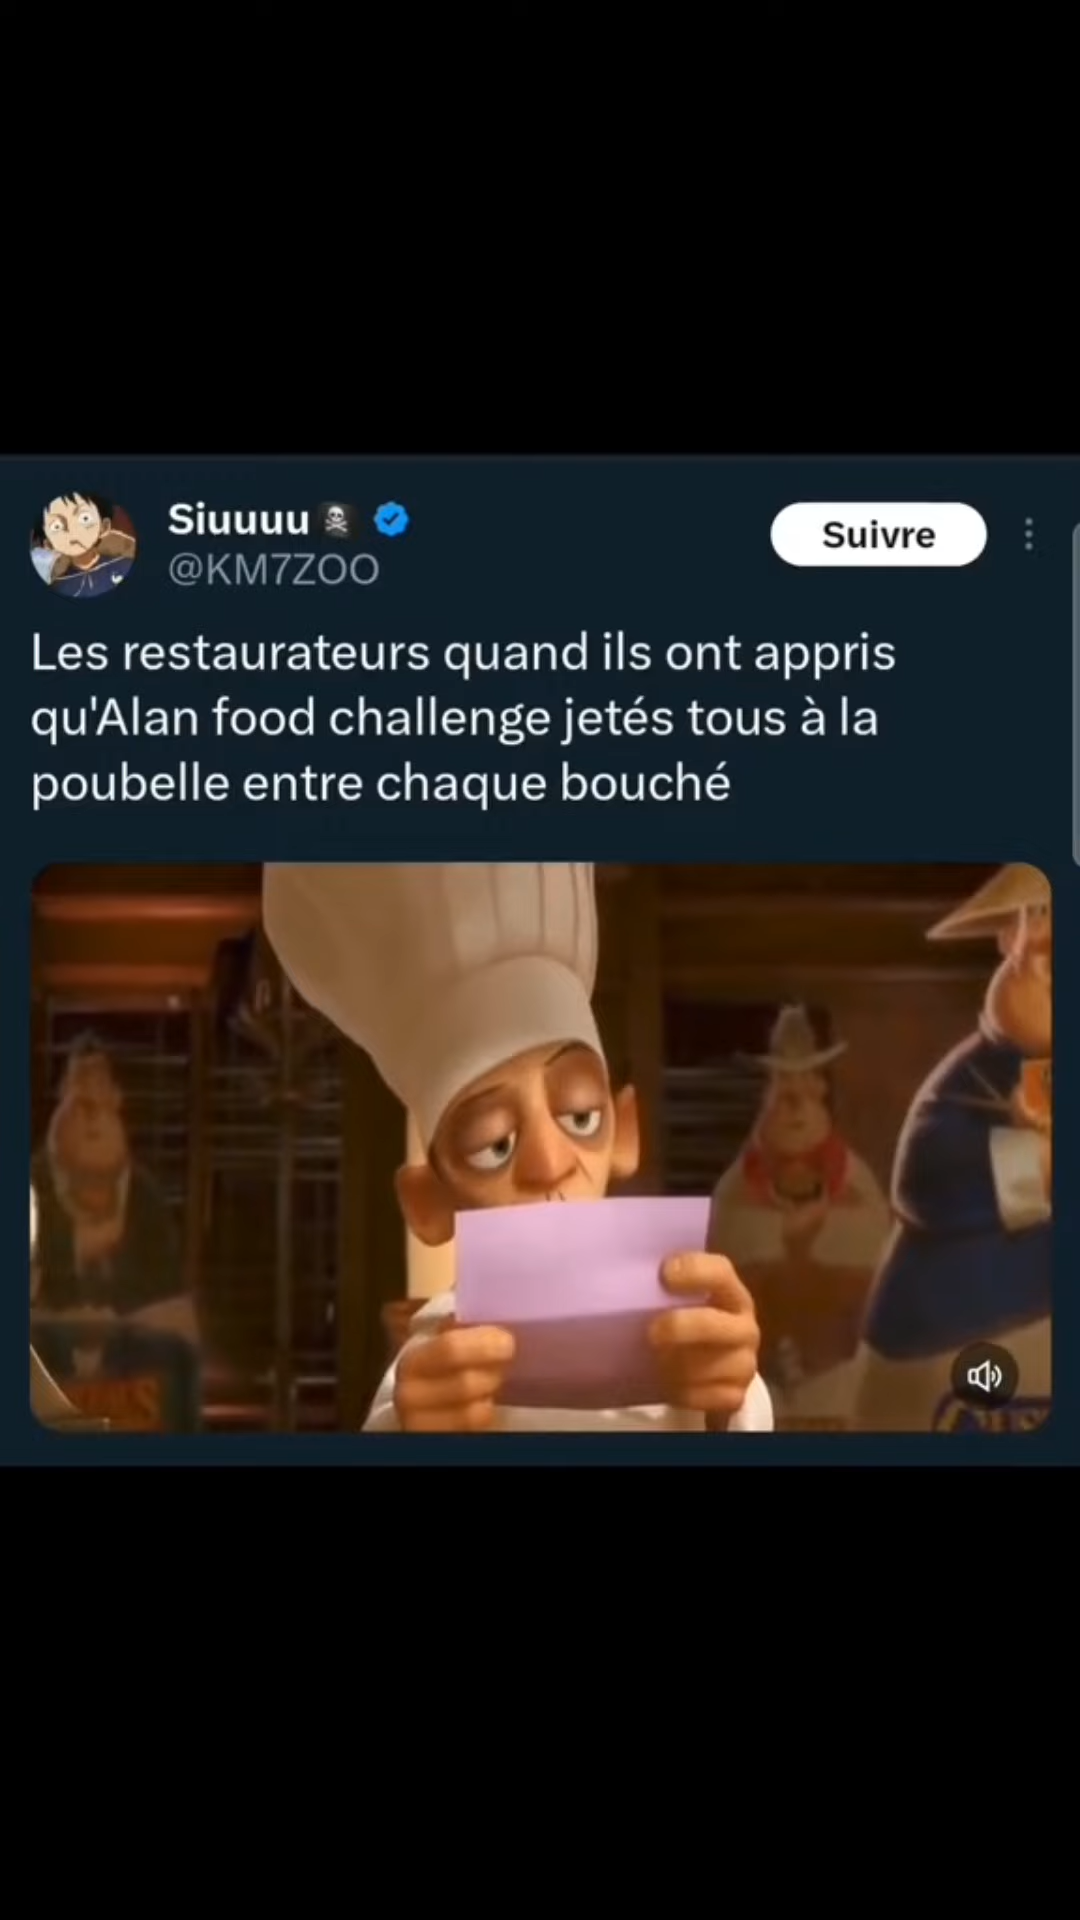 Siuuuu☠️
@KM7ZOO
Suivre
Les restaurateurs quand ils ont appris
qu'Alan food challenge jetés tous à la
poubelle entre chaque bouché